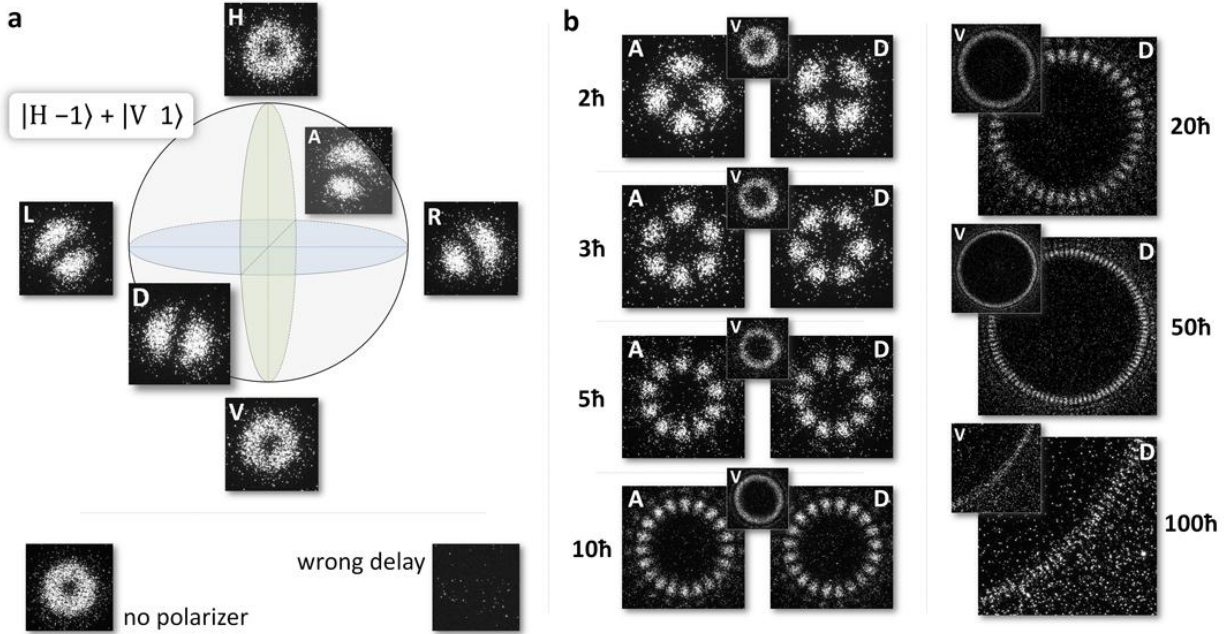 a
H
|H −1⟩ + |V 1⟩
A
L
R
D
V
no polarizer
wrong delay
b
A
V
D
2ħ
A
V
D
3ħ
A
V
D
5ħ
A
V
D
10ħ
V
D
20ħ
V
D
50ħ
V
D
100ħ